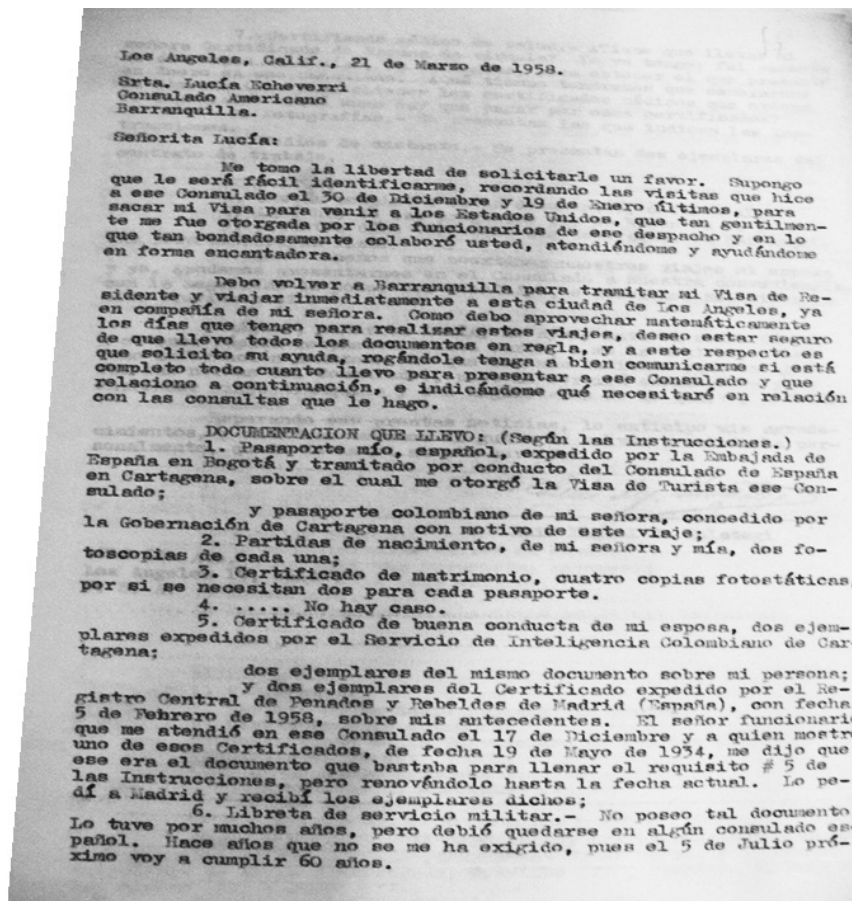 Los Angeles, Calif., 21 de Marzo de 1958.
Srta. Lucía Echeverri
Consulado Americano
Barranquilla.
Señorita Lucía:
Me tomo la libertad de solicitarle un favor. Supongo
que le será fácil identificarme, recordando las visitas que hice
a ese Consulado el 30 de Diciembre y 19 de Enero últimos, para
sacar mi Visa para venir a los Estados Unidos, que tan gentilmen-
te me fue otorgada por los funcionarios de ese despacho y en lo
que tan bondadosamente colaboró usted, atendiéndome y ayudándome
en forma encantadora.
Debo volver a Barranquilla para tramitar mi Visa de Re-
sidente y viajar inmediatamente a esta ciudad de Los Angeles, ya
en compañía de mi señora. Como debo aprovechar matemáticamente
los días que tengo para realizar estos viajes, deseo estar seguro
de que llevo todos los documentos en regla, y a este respecto es
que solicito su ayuda, rogándole tenga a bien comunicarme si está
completo todo cuanto llevo para presentar a ese Consulado y que
relaciono a continuación, e indicándome qué necesitaré en relación
con las consultas que le hago.
DOCUMENTACION QUE LLEVO: (Según las Instrucciones.)
1. Pasaporte mío, español, expedido por la Embajada de
España en Bogotá y tramitado por conducto del Consulado de España
en Cartagena, sobre el cual me otorgó la Visa de Turista ese Con-
sulado;
y pasaporte colombiano de mi señora, concedido por
la Gobernación de Cartagena con motivo de este viaje;
2. Partidas de nacimiento, de mi señora y mía, dos fo-
toscopias de cada una;
3. Certificado de matrimonio, cuatro copias fotostáticas,
por si se necesitan dos para cada pasaporte.
4. ..... No hay caso.
5. Certificado de buena conducta de mi esposa, dos ejem-
plares expedidos por el Servicio de Inteligencia Colombiano de Car-
tagena;
dos ejemplares del mismo documento sobre mi persona;
y dos ejemplares del Certificado expedido por el Re-
gistro Central de Penados y Rebeldes de Madrid (España), con fecha
5 de Febrero de 1958, sobre mis antecedentes. El señor funcionari
que me atendió en ese Consulado el 17 de Diciembre y a quien mostr
uno de esos Certificados, de fecha 19 de Mayo de 1934, me dijo que
ese era el documento que bastaba para llenar el requisito # 5 de
las Instrucciones, pero renovándolo hasta la fecha actual. Lo pe-
dí a Madrid y recibí los ejemplares dichos;
6. Libreta de servicio militar.- No poseo tal documento
Lo tuve por muchos años, pero debió quedarse en algún consulado es
pañol. Hace años que no se me ha exigido, pues el 5 de Julio pró-
ximo voy a cumplir 60 años.